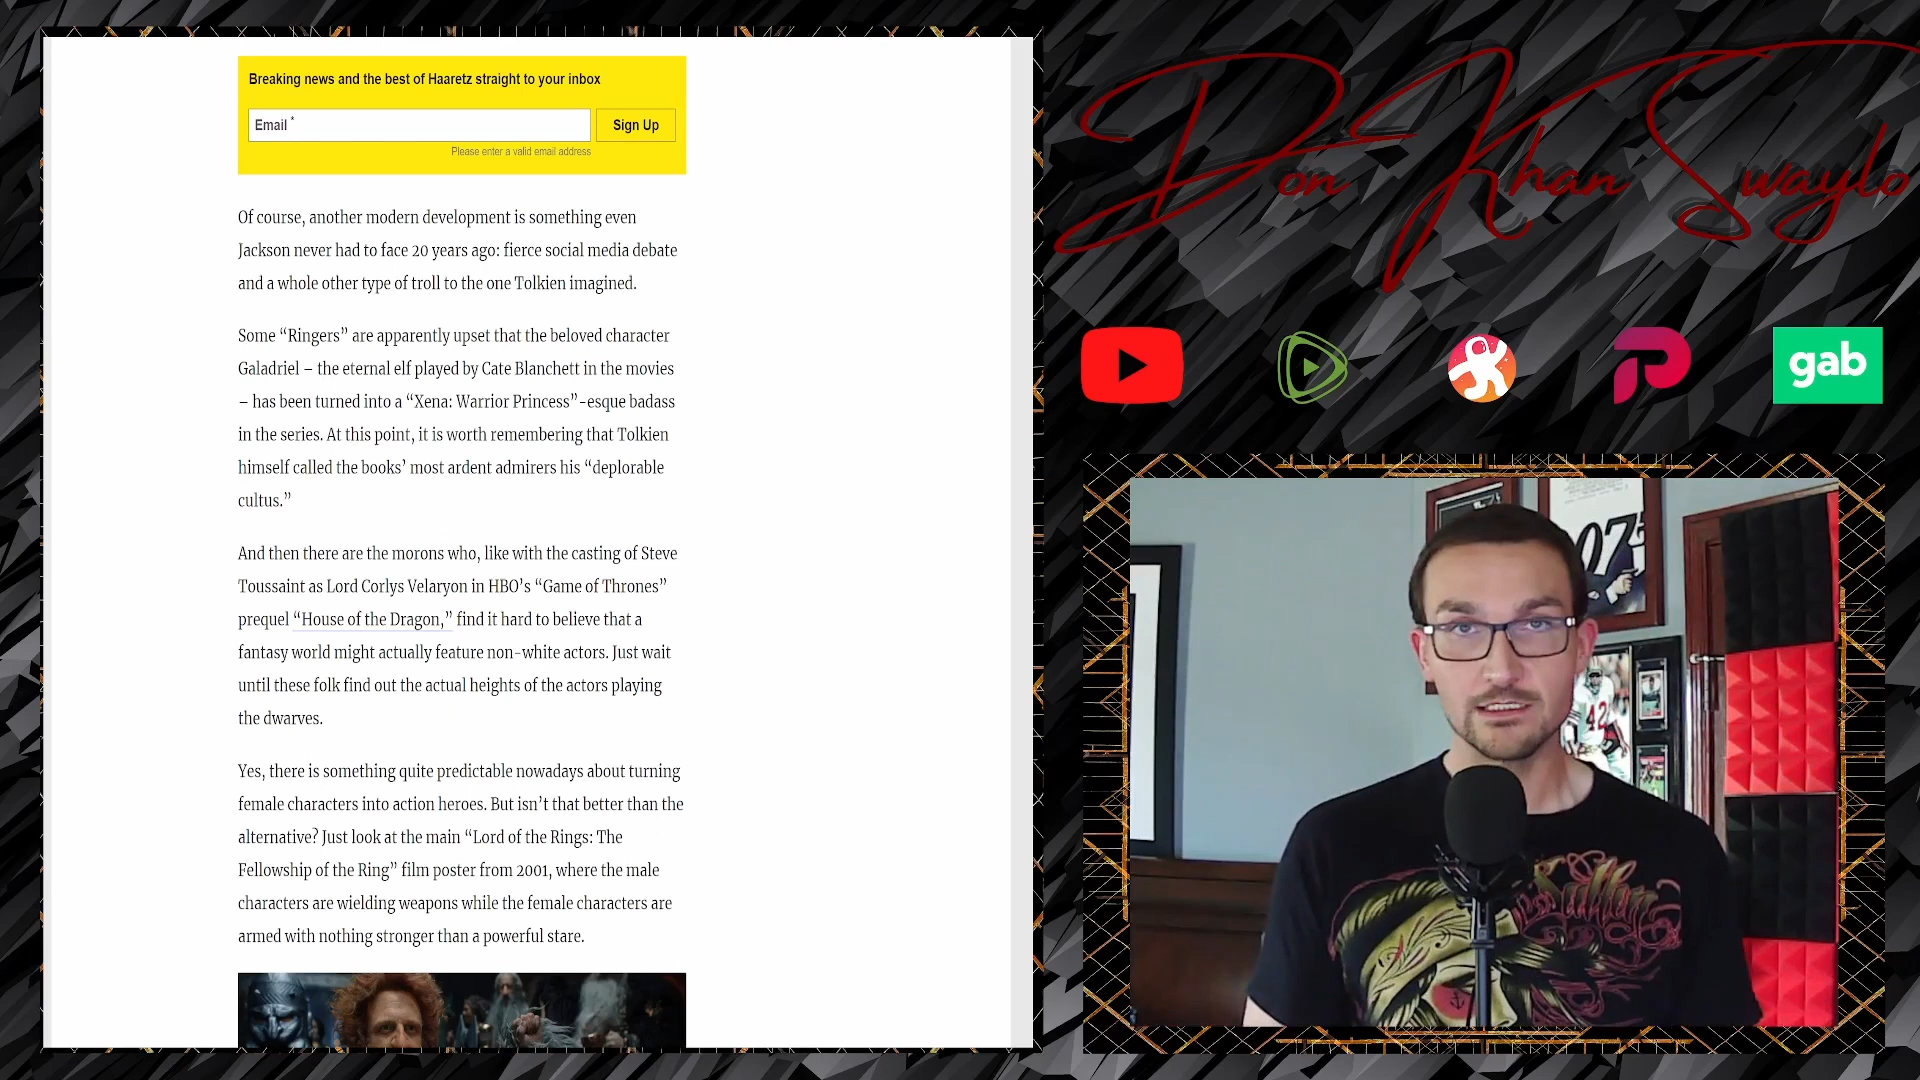 Breaking news and the best of Haaretz straight to your inbox
Email *
Sign Up
Please enter a valid email address
Of course, another modern development is something even
Jackson never had to face 20 years ago: fierce social media debate
and a whole other type of troll to the one Tolkien imagined.
Some “Ringers” are apparently upset that the beloved character
Galadriel – the eternal elf played by Cate Blanchett in the movies
– has been turned into a “Xena: Warrior Princess”-esque badass
in the series. At this point, it is worth remembering that Tolkien
himself called the books’ most ardent admirers his “deplorable
cultus.”
And then there are the morons who, like with the casting of Steve
Toussaint as Lord Corlys Velaryon in HBO’s “Game of Thrones”
prequel “House of the Dragon,” find it hard to believe that a
fantasy world might actually feature non-white actors. Just wait
until these folk find out the actual heights of the actors playing
the dwarves.
Yes, there is something quite predictable nowadays about turning
female characters into action heroes. But isn’t that better than the
alternative? Just look at the main “Lord of the Rings: The
Fellowship of the Ring” film poster from 2001, where the male
characters are wielding weapons while the female characters are
armed with nothing stronger than a powerful stare.
Don Khan Swaylo
gab
007
42